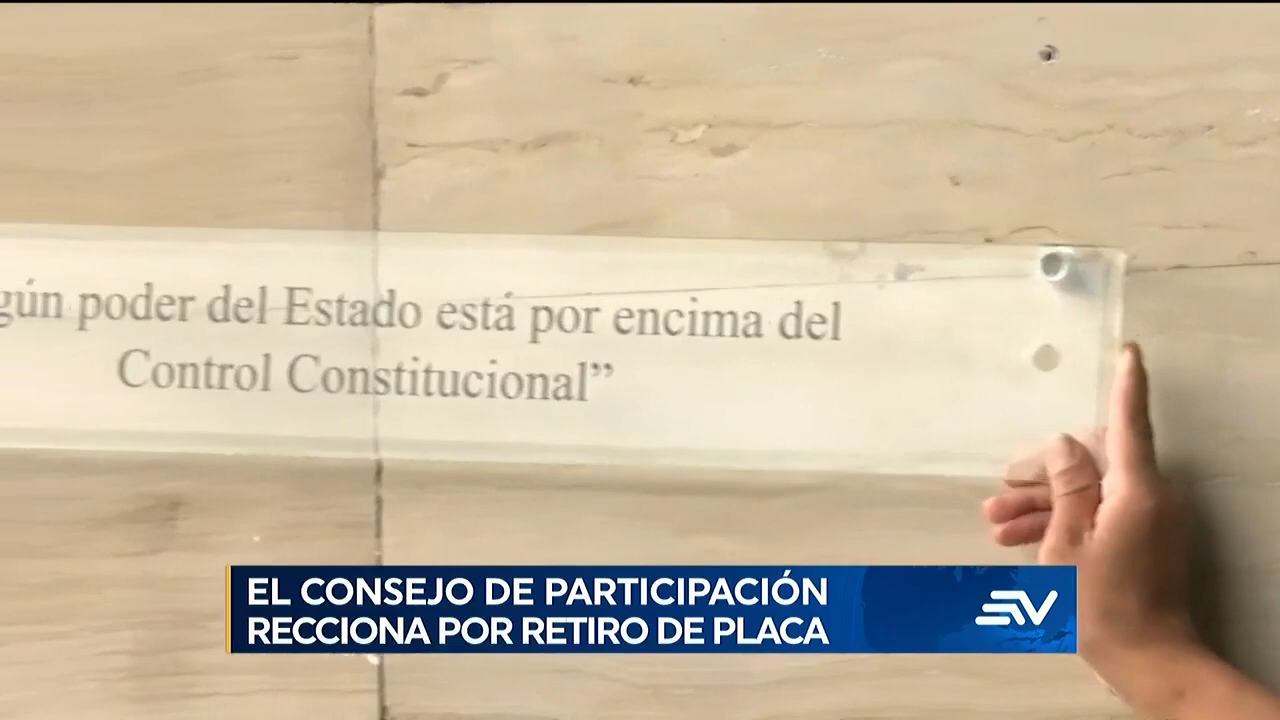 gún poder del Estado está por encima del
Control Constitucional”
EL CONSEJO DE PARTICIPACIÓN
RECCIONA POR RETIRO DE PLACA
EV